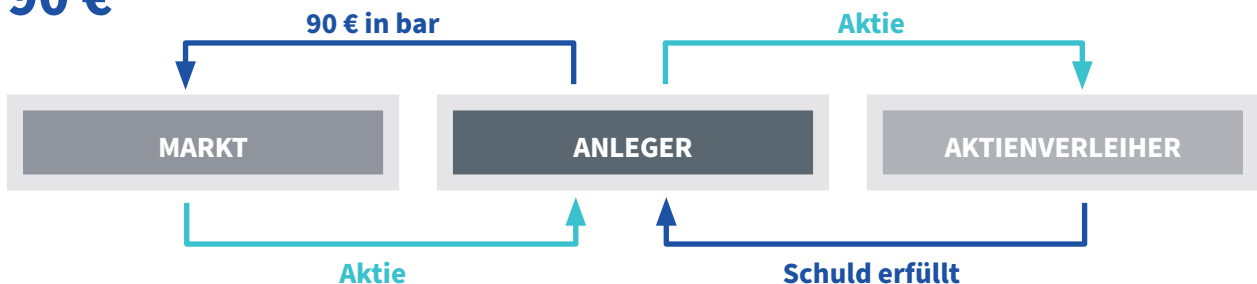 90 €
90 € in bar
Aktie
MARKT
ANLEGER
AKTIENVERLEIHER
Aktie
Schuld erfüllt